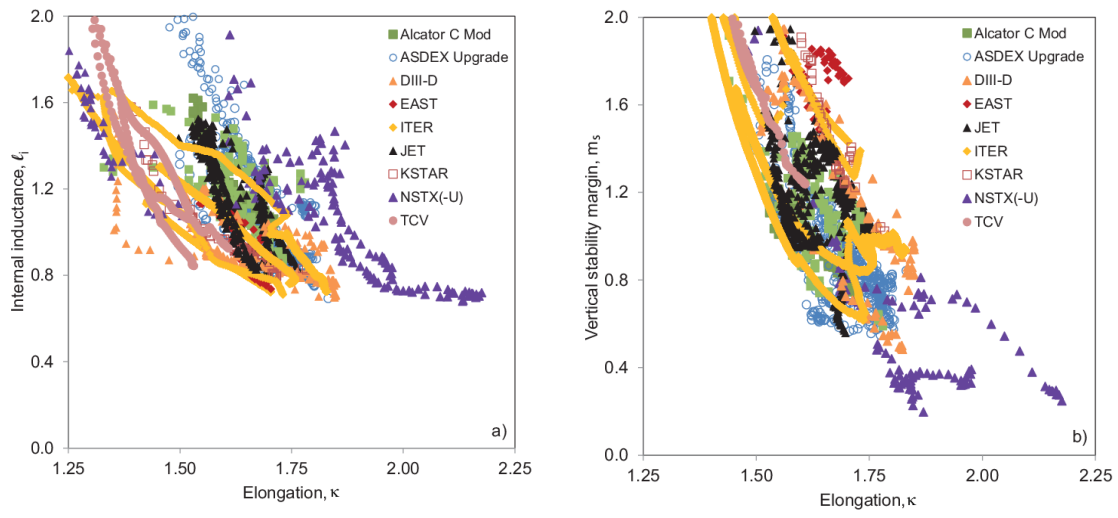 2.0
1.6
1.2
0.8
0.4
0.0
Internal inductance, ℓi
Alcator C Mod
ASDEX Upgrade
DIII-D
EAST
ITER
JET
KSTAR
NSTX(-U)
TCV
a)
1.25 1.50 1.75 2.00 2.25
Elongation, κ
2.0
1.6
1.2
0.8
0.4
0.0
Vertical stability margin, ms
Alcator C Mod
ASDEX Upgrade
DIII-D
EAST
JET
ITER
KSTAR
NSTX(-U)
TCV
b)
1.25 1.50 1.75 2.00 2.25
Elongation, κ